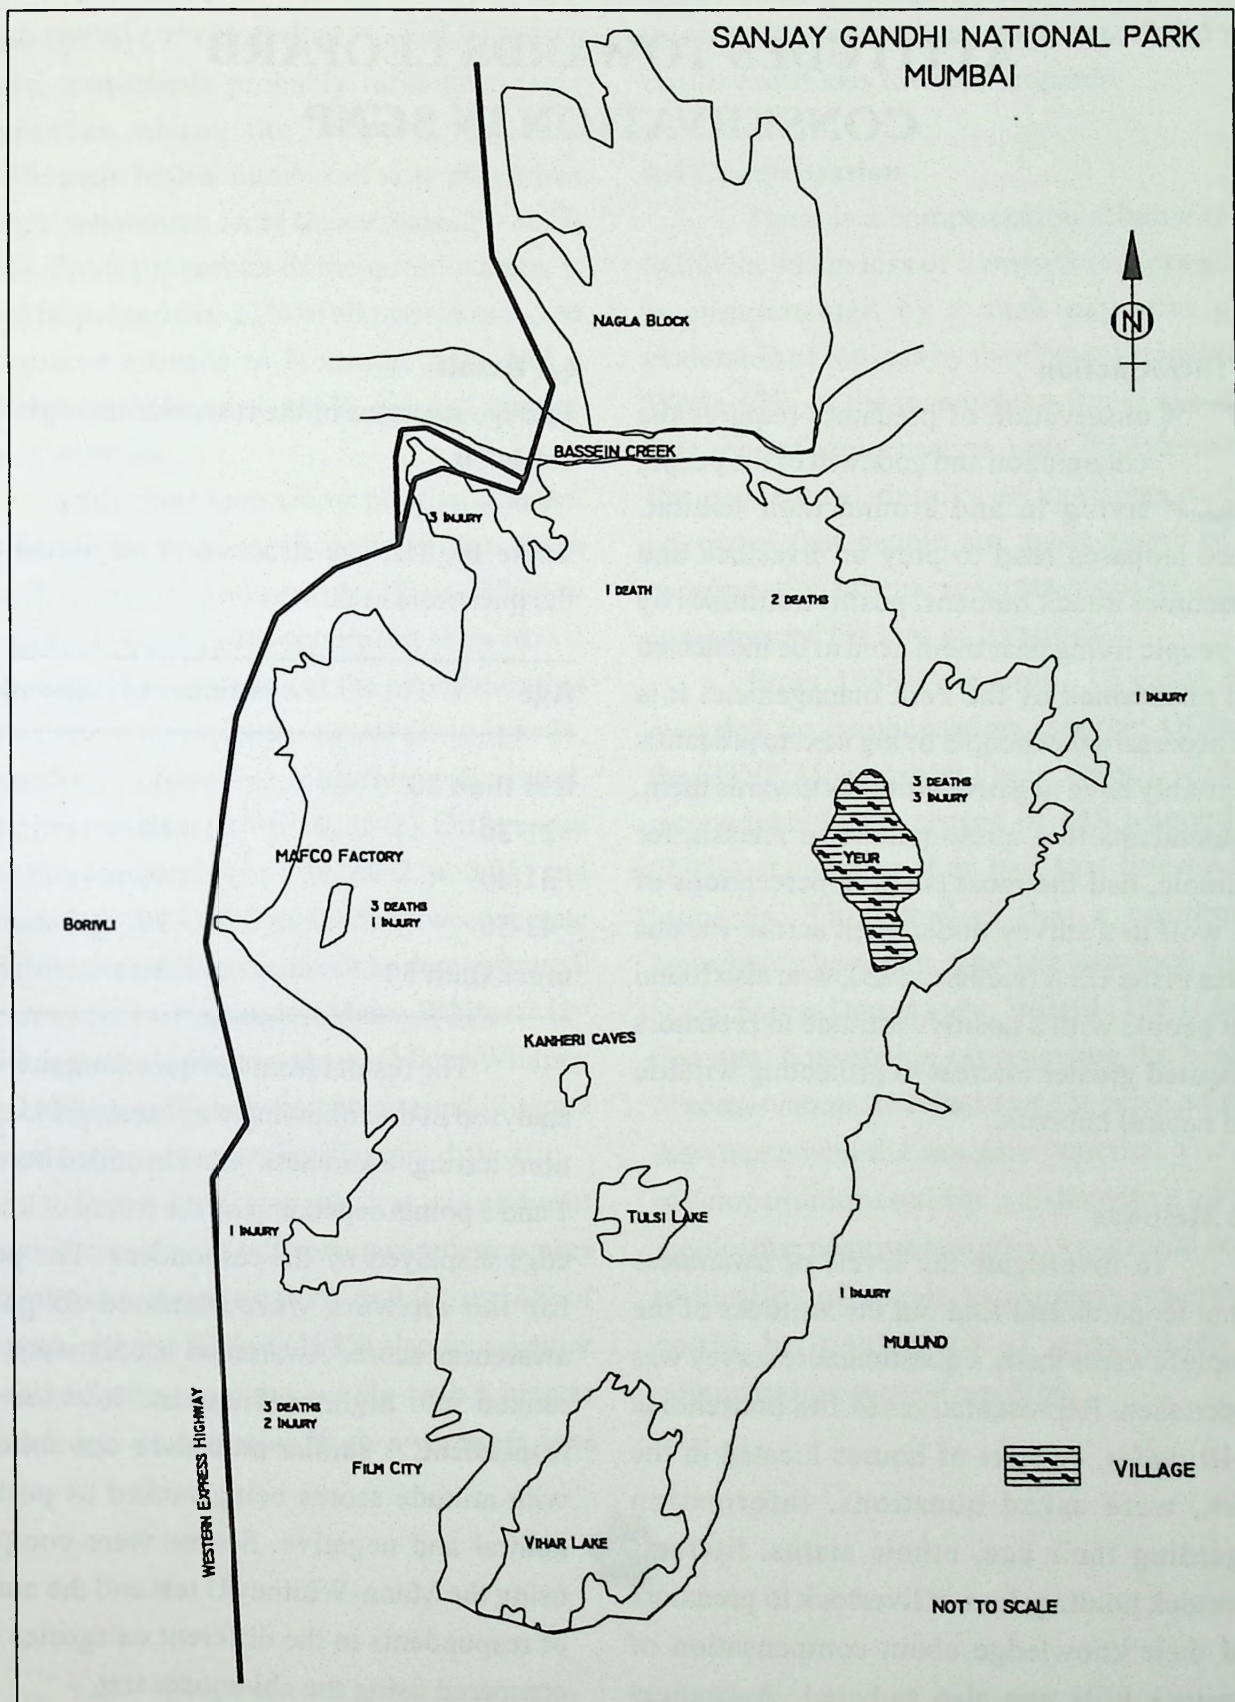 SANJAY GANDHI NATIONAL PARK
MUMBAI
NAGLA BLOCK
N
BASSEIN CREEK
3 INJURY
1 DEATH
2 DEATHS
1 INJURY
3 DEATHS
3 INJURY
YEUR
MAFCO FACTORY
3 DEATHS
1 INJURY
BORIVLI
KANHERI CAVES
TULSI LAKE
1 INJURY
1 INJURY
MULUND
3 DEATHS
2 INJURY
FILM CITY
WESTERN EXPRESS HIGHWAY
VILLAGE
VIHAR LAKE
NOT TO SCALE